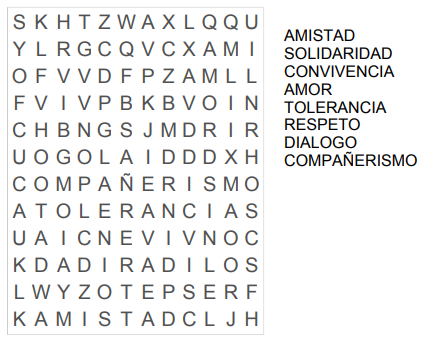 S K H T Z W A X L Q Q U
Y L R G C Q V C X A M I
O F V V D F P Z A M L L
F V I V P B K B V O I N
C H B N G S J M D R I R
U O G O L A I D D D X H
C O M P A Ñ E R I S M O
A T O L E R A N C I A S
U A I C N E V I V N O C
K D A D I R A D I L O S
L W Y Z O T E P S E R F
K A M I S T A D C L J H
AMISTAD
SOLIDARIDAD
CONVIVENCIA
AMOR
TOLERANCIA
RESPETO
DIALOGO
COMPAÑERISMO